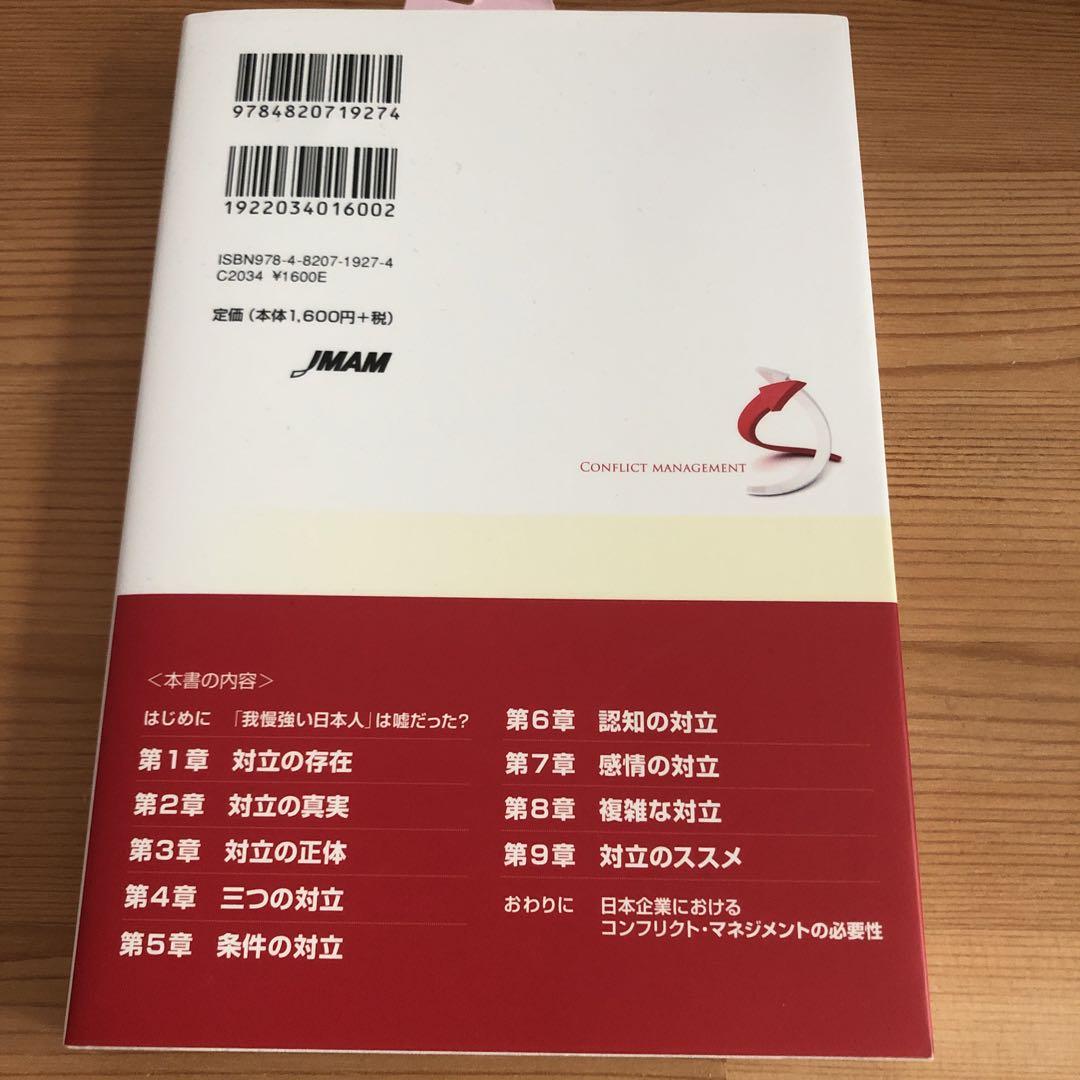 9784820719274
1922034016002
ISBN978-4-8207-1927-4
C2034 ¥1600E
定価(本体1,600円+税)
JMAM
CONFLICT MANAGEMENT
<本書の内容>
はじめに 「我慢強い日本人」は嘘だった?
第1章 対立の存在
第2章 対立の真実
第3章 対立の正体
第4章 三つの対立
第5章 条件の対立
第6章 認知の対立
第7章 感情の対立
第8章 複雑な対立
第9章 対立のススメ
おわりに 日本企業における
コンフリクト・マネジメントの必要性